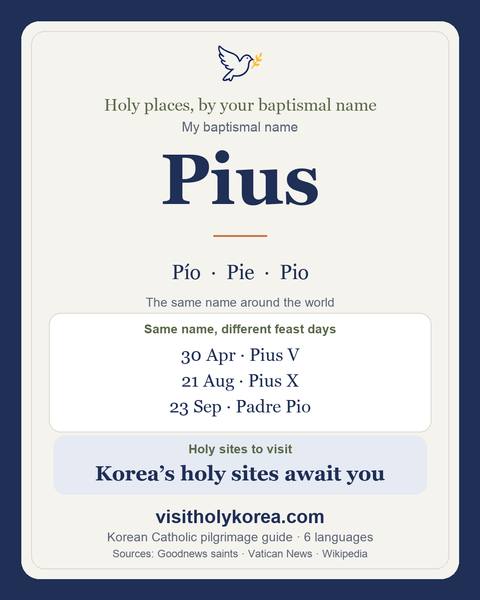 Holy places, by your baptismal name
My baptismal name
Pius
Pío · Pie · Pio
The same name around the world
Same name, different feast days
30 Apr · Pius V
21 Aug · Pius X
23 Sep · Padre Pio
Holy sites to visit
Korea’s holy sites await you
visitholykorea.com
Korean Catholic pilgrimage guide · 6 languages
Sources: Goodnews saints · Vatican News · Wikipedia